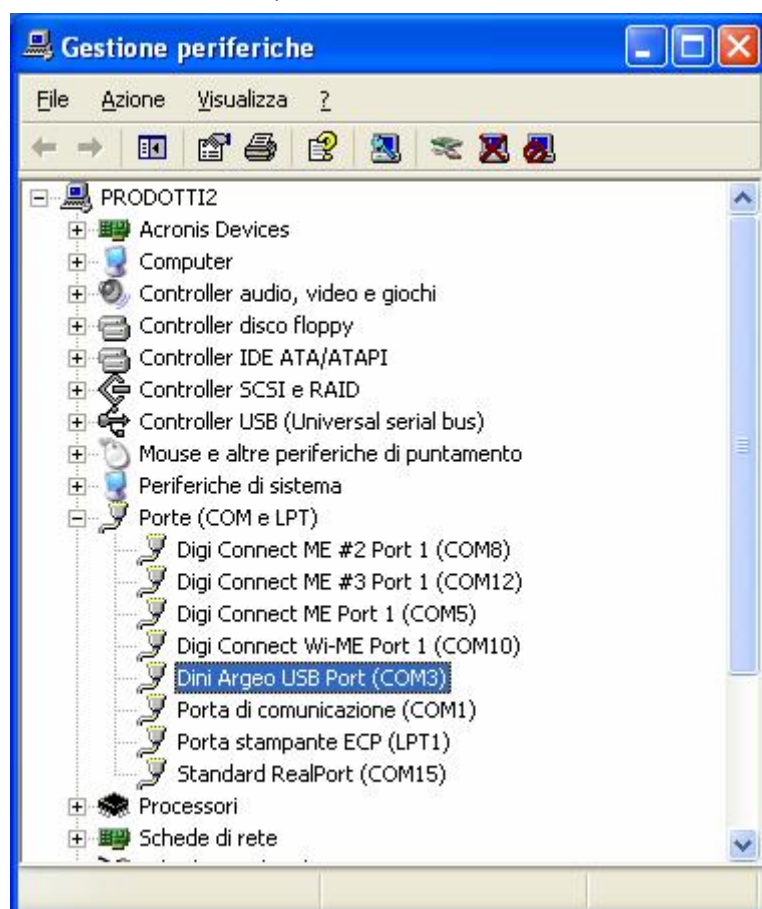 Gestione periferiche
File Azione Visualizza ?
PRODOTTI2
Acronis Devices
Computer
Controller audio, video e giochi
Controller disco floppy
Controller IDE ATA/ATAPI
Controller SCSI e RAID
Controller USB (Universal serial bus)
Mouse e altre periferiche di puntamento
Periferiche di sistema
Porte (COM e LPT)
Digi Connect ME #2 Port 1 (COM8)
Digi Connect ME #3 Port 1 (COM12)
Digi Connect ME Port 1 (COM5)
Digi Connect Wi-ME Port 1 (COM10)
Dini Argeo USB Port (COM3)
Porta di comunicazione (COM1)
Porta stampante ECP (LPT1)
Standard RealPort (COM15)
Processori
Schede di rete